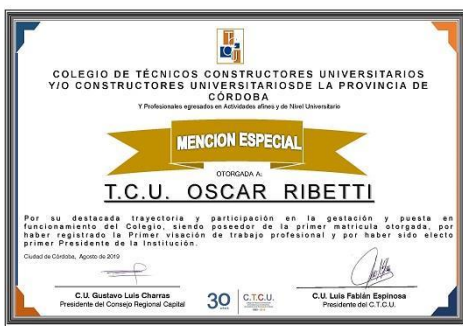 COLEGIO DE TÉCNICOS CONSTRUCTORES UNIVERSITARIOS
Y/O CONSTRUCTORES UNIVERSITARIOSDE LA PROVINCIA DE
CÓRDOBA
Y Profesionales egresados en Actividades afines y de Nivel Universitario
MENCION ESPECIAL
OTORGADA A:
T.C.U. OSCAR RIBETTI
Por su destacada trayectoria y participación en la gestación y puesta en
funcionamiento del Colegio, siendo poseedor de la primer matricula otorgada, por
haber registrado la Primer visación de trabajo profesional y por haber sido electo
primer Presidente de la Institución.
Ciudad de Córdoba, Agosto de 2019
C.U. Gustavo Luis Charras
Presidente del Consejo Regional Capital
30
AÑOS
C.T.C.U.
C.U. Luis Fabián Espinosa
Presidente del C.T.C.U.